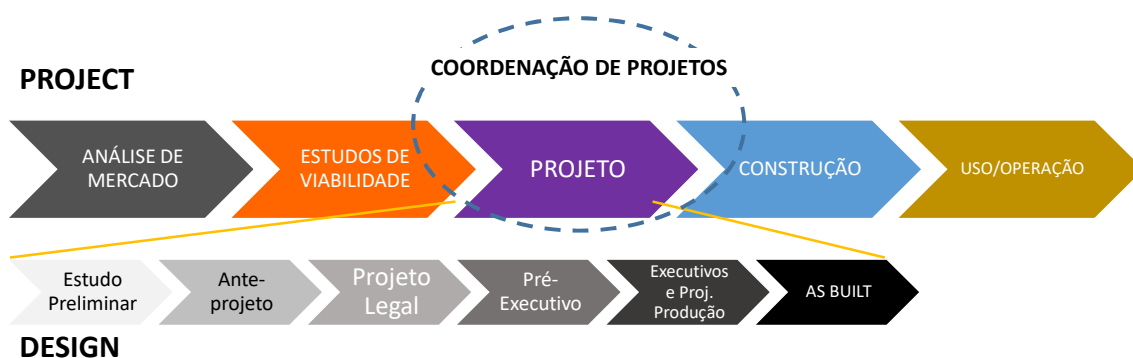 COORDENAÇÃO DE PROJETOS
PROJECT
ANÁLISE DE
MERCADO
ESTUDOS DE
VIABILIDADE
PROJETO
CONSTRUÇÃO
USO/OPERAÇÃO
Estudo
Preliminar
Ante-
projeto
Projeto
Legal
Pré-
Executivo
Executivos
e Proj.
Produção
AS BUILT
DESIGN